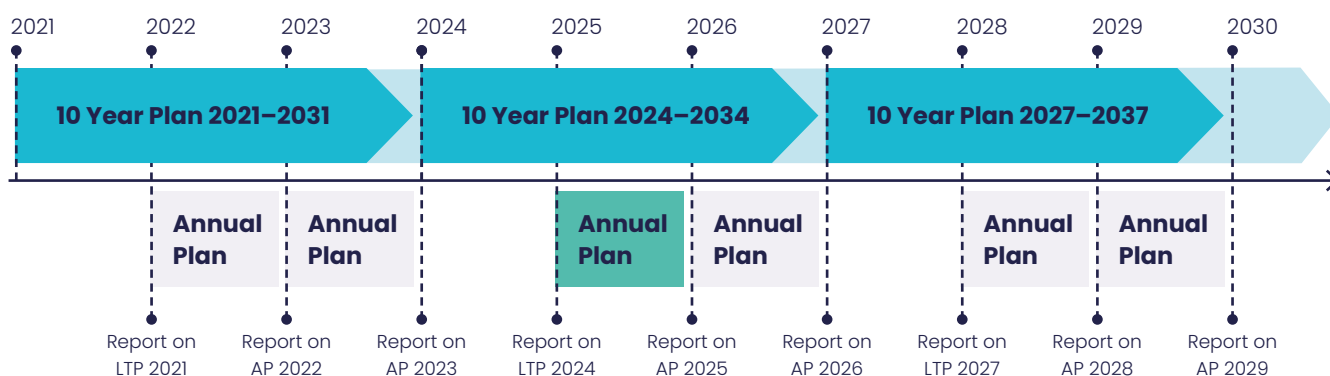 2021 2022 2023 2024 2025 2026 2027 2028 2029 2030
10 Year Plan 2021–2031
10 Year Plan 2024–2034
10 Year Plan 2027–2037
Annual
Plan
Annual
Plan
Annual
Plan
Annual
Plan
Annual
Plan
Annual
Plan
Report on
LTP 2021
Report on
AP 2022
Report on
AP 2023
Report on
LTP 2024
Report on
AP 2025
Report on
AP 2026
Report on
LTP 2027
Report on
AP 2028
Report on
AP 2029